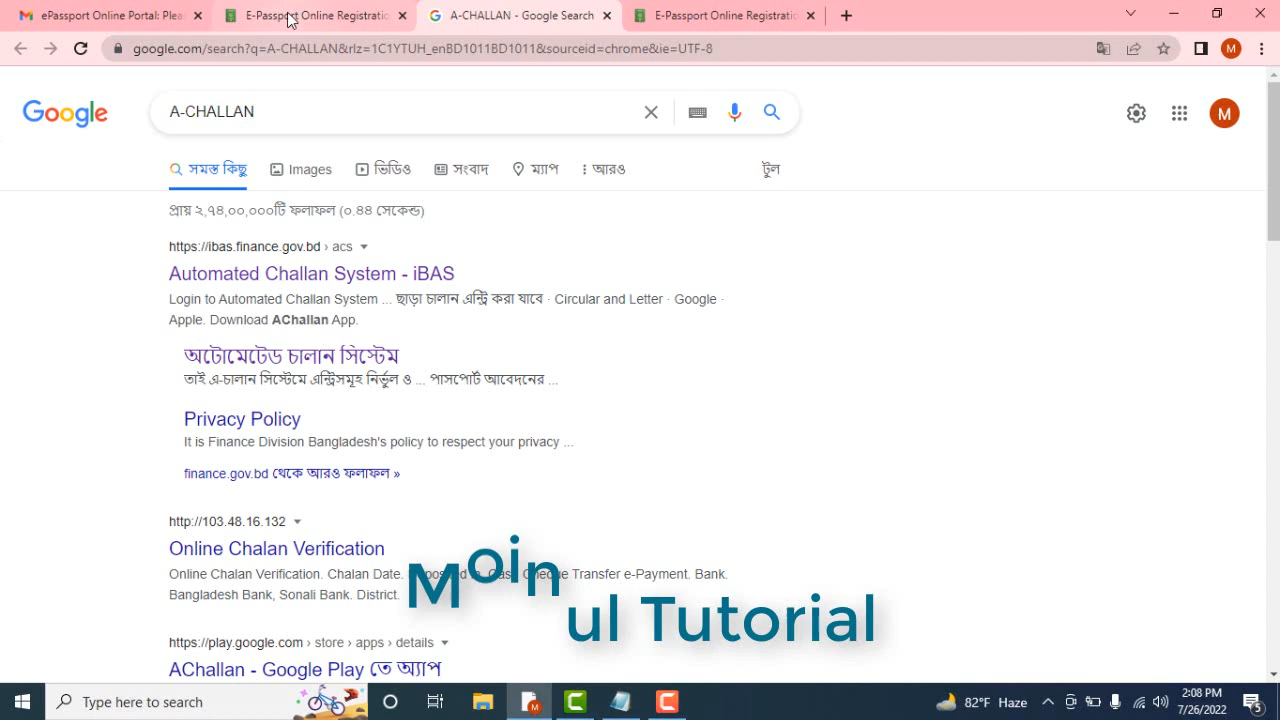 ePassport Online Portal: Plea
E-Passport Online Registratio
A-CHALLAN - Google Search
E-Passport Online Registratio
google.com/search?q=A-CHALLAN&rlz=1C1YTUH_enBD1011BD1011&sourceid=chrome&ie=UTF-8
M
Google
A-CHALLAN
M
সমস্ত কিছু
Images
ভিডিও
সংবাদ
ম্যাপ
আরও
টুল
প্রায় ২,৭৪,০০,০০০টি ফলাফল (০.৪৪ সেকেন্ড)
https://ibas.finance.gov.bd › acs
Automated Challan System - iBAS
Login to Automated Challan System ... ছাড়া চালান এন্ট্রি করা যাবে · Circular and Letter · Google ·
Apple. Download AChallan App.
অটোমেটেড চালান সিস্টেম
তাই এ-চালান সিস্টেমে এন্ট্রিসমূহ নির্ভুল ও ... পাসপোর্ট আবেদনের ...
Privacy Policy
It is Finance Division Bangladesh's policy to respect your privacy ...
finance.gov.bd থেকে আরও ফলাফল »
http://103.48.16.132
Online Chalan Verification
Online Chalan Verification. Chalan Date. Cheque Transfer e-Payment. Bank.
Bangladesh Bank, Sonali Bank. District.
Moinul Tutorial
https://play.google.com › store › apps › details
AChallan - Google Play তে অ্যাপ
Type here to search
82°F Haze
2:08 PM
7/26/2022
5